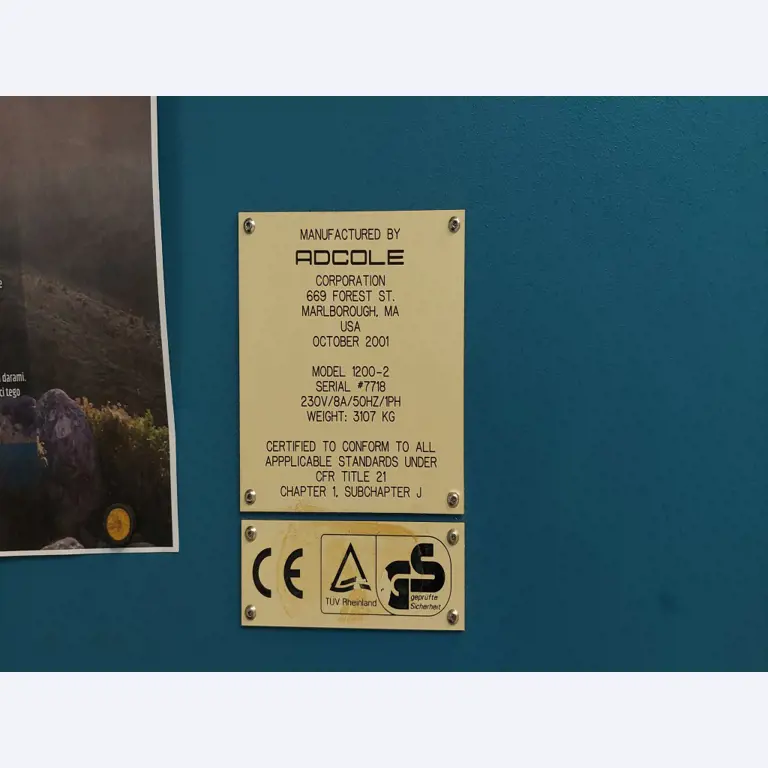 darami.
ci tego
MANUFACTURED BY
ADCOLE
CORPORATION
669 FOREST ST.
MARLBOROUGH, MA
USA
OCTOBER 2001
MODEL 1200-2
SERIAL #7718
230V/8A/50HZ/1PH
WEIGHT: 3107 KG
CERTIFIED TO CONFORM TO ALL
APPPLICABLE STANDARDS UNDER
CFR TITLE 21
CHAPTER 1, SUBCHAPTER J
CE
TÜV Rheinland
GS
geprüfte
Sicherheit